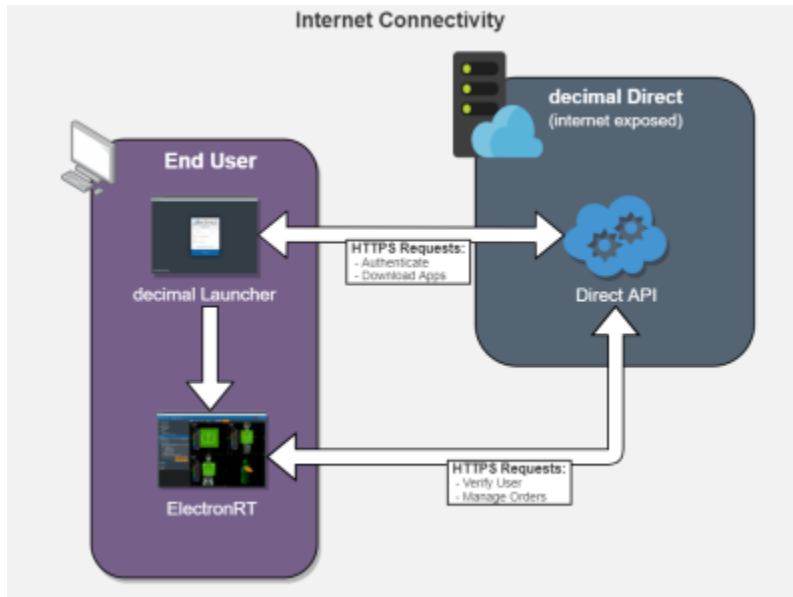 Internet Connectivity
decimal Direct
(internet exposed)
End User
HTTPS Requests:
- Authenticate
- Download Apps
decimal Launcher
Direct API
HTTPS Requests:
- Verify User
- Manage Orders
ElectronRT